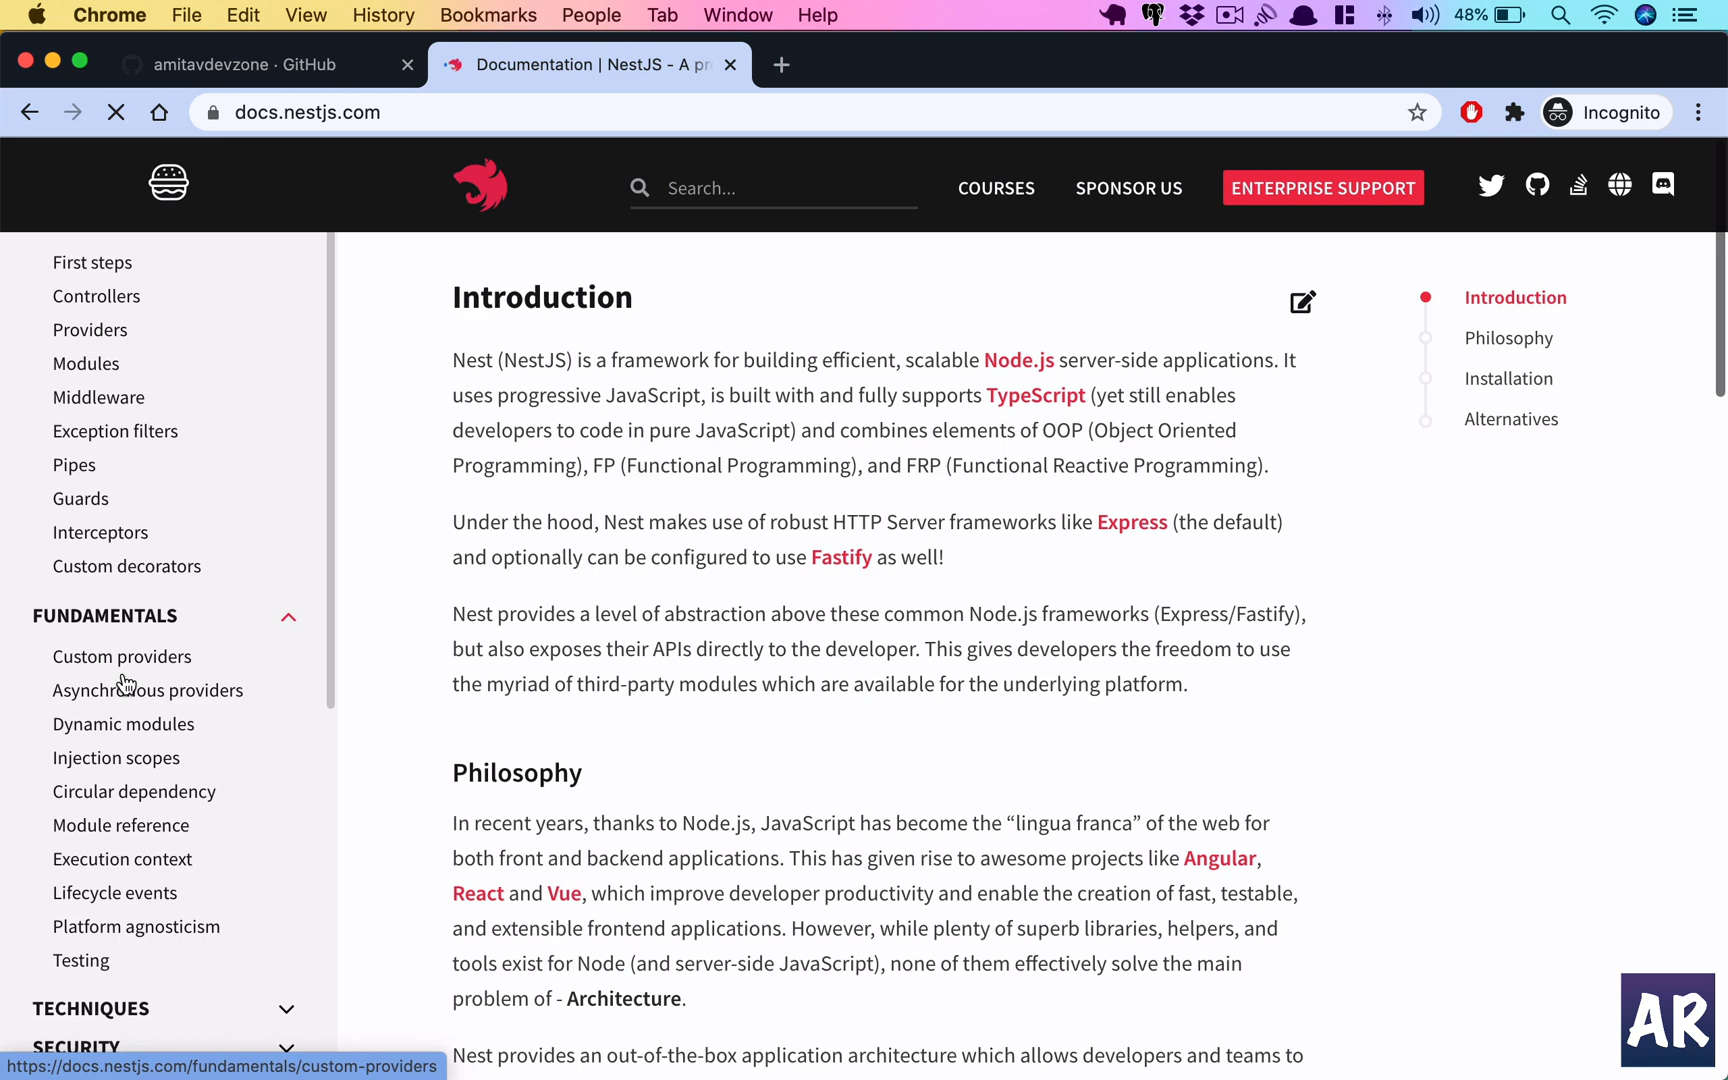 Chrome File Edit View History Bookmarks People Tab Window Help 48%
amitavdevzone · GitHub
Documentation | NestJS - A pr
docs.nestjs.com
Incognito
Search...
COURSES
SPONSOR US
ENTERPRISE SUPPORT
First steps
Controllers
Providers
Modules
Middleware
Exception filters
Pipes
Guards
Interceptors
Custom decorators
FUNDAMENTALS
Custom providers
Asynchronous providers
Dynamic modules
Injection scopes
Circular dependency
Module reference
Execution context
Lifecycle events
Platform agnosticism
Testing
TECHNIQUES
SECURITY
https://docs.nestjs.com/fundamentals/custom-providers
Introduction
Nest (NestJS) is a framework for building efficient, scalable Node.js server-side applications. It
uses progressive JavaScript, is built with and fully supports TypeScript (yet still enables
developers to code in pure JavaScript) and combines elements of OOP (Object Oriented
Programming), FP (Functional Programming), and FRP (Functional Reactive Programming).
Under the hood, Nest makes use of robust HTTP Server frameworks like Express (the default)
and optionally can be configured to use Fastify as well!
Nest provides a level of abstraction above these common Node.js frameworks (Express/Fastify),
but also exposes their APIs directly to the developer. This gives developers the freedom to use
the myriad of third-party modules which are available for the underlying platform.
Philosophy
In recent years, thanks to Node.js, JavaScript has become the “lingua franca” of the web for
both front and backend applications. This has given rise to awesome projects like Angular,
React and Vue, which improve developer productivity and enable the creation of fast, testable,
and extensible frontend applications. However, while plenty of superb libraries, helpers, and
tools exist for Node (and server-side JavaScript), none of them effectively solve the main
problem of - Architecture.
Nest provides an out-of-the-box application architecture which allows developers and teams to
Introduction
Philosophy
Installation
Alternatives
AR